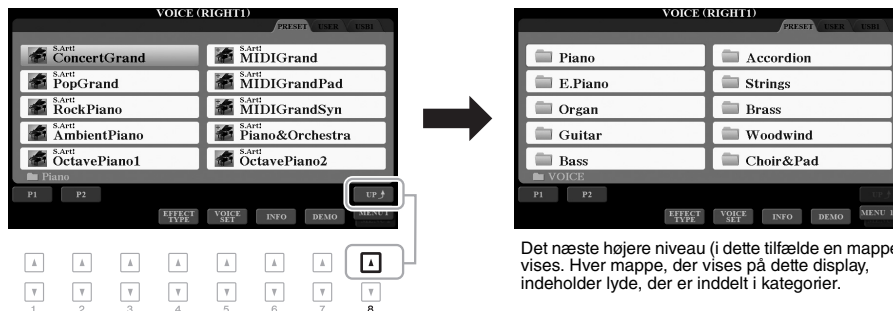 VOICE (RIGHT1)
PRESET USER USB1
S.Art!
ConcertGrand
S.Art!
MIDIGrand
S.Art!
PopGrand
S.Art!
MIDIGrandPad
S.Art!
RockPiano
S.Art!
MIDIGrandSyn
S.Art!
AmbientPiano
S.Art!
Piano&Orchestra
S.Art!
OctavePiano1
S.Art!
OctavePiano2
Piano
P1 P2 UP
EFFECT TYPE VOICE SET INFO DEMO MENU1
1 2 3 4 5 6 7 8
VOICE (RIGHT1)
PRESET USER USB1
Piano Accordion
E.Piano Strings
Organ Brass
Guitar Woodwind
Bass Choir&Pad
VOICE
P1 P2 UP
EFFECT TYPE VOICE SET INFO DEMO MENU
Det næste højere niveau (i dette tilfælde en mappe
vises. Hver mappe, der vises på dette display,
indeholder lyde, der er inddelt i kategorier.